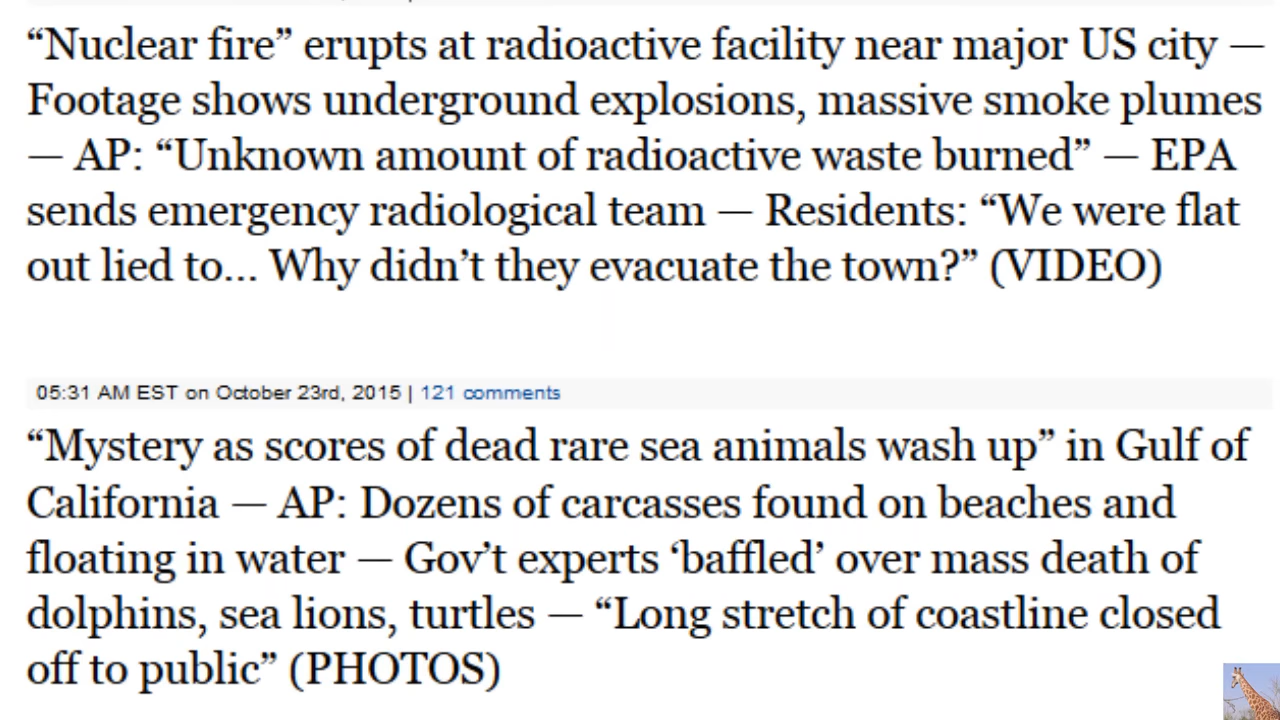 “Nuclear fire” erupts at radioactive facility near major US city —
Footage shows underground explosions, massive smoke plumes
— AP: “Unknown amount of radioactive waste burned” — EPA
sends emergency radiological team — Residents: “We were flat
out lied to... Why didn’t they evacuate the town?” (VIDEO)
05:31 AM EST on October 23rd, 2015 | 121 comments
“Mystery as scores of dead rare sea animals wash up” in Gulf of
California — AP: Dozens of carcasses found on beaches and
floating in water — Gov’t experts ‘baffled’ over mass death of
dolphins, sea lions, turtles — “Long stretch of coastline closed
off to public” (PHOTOS)